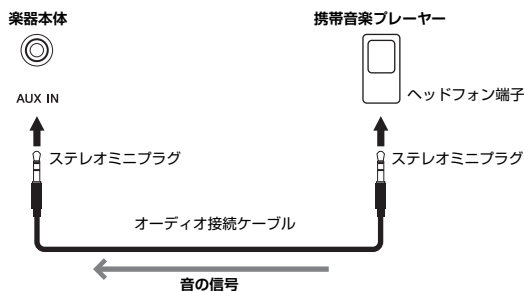 楽器本体
携帯音楽プレーヤー
AUX IN
ヘッドフォン端子
ステレオミニプラグ
ステレオミニプラグ
オーディオ接続ケーブル
音の信号